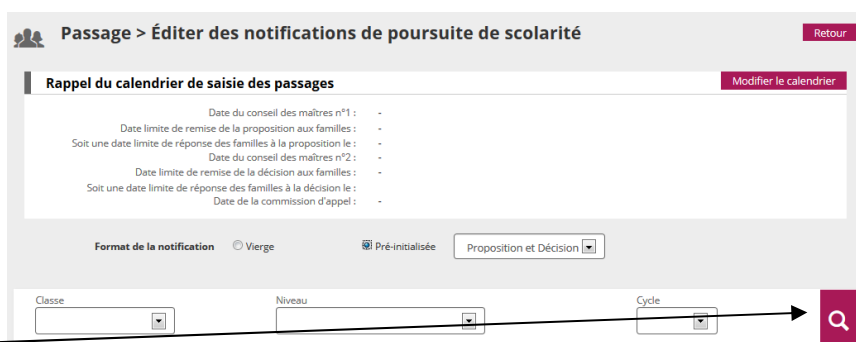 Passage > Éditer des notifications de poursuite de scolarité
Retour
Rappel du calendrier de saisie des passages
Modifier le calendrier
Date du conseil des maîtres n°1 : -
Date limite de remise de la proposition aux familles : -
Soit une date limite de réponse des familles à la proposition le : -
Date du conseil des maîtres n°2 : -
Date limite de remise de la décision aux familles : -
Soit une date limite de réponse des familles à la décision le :
Date de la commission d'appel : -
Format de la notification Vierge Pré-initialisée Proposition et Décision
Classe Niveau Cycle